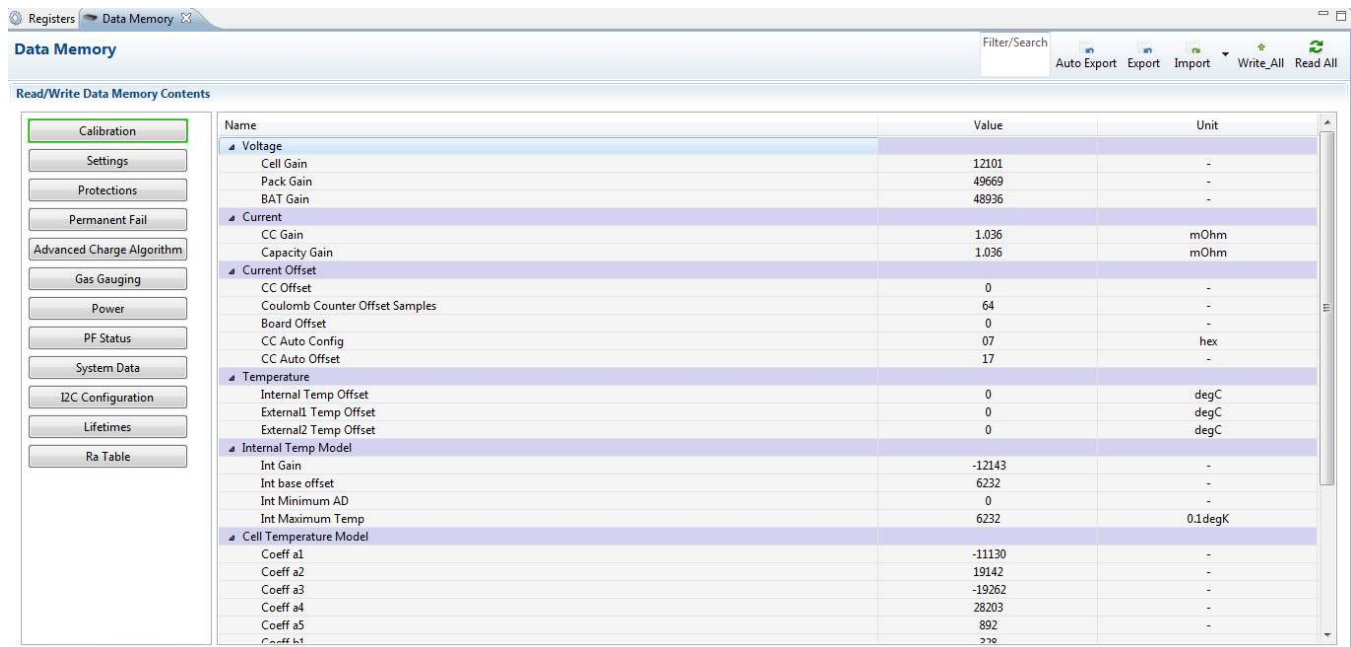 Registers Data Memory
Data Memory
Filter/Search
Auto Export Export Import Write_All Read All
Read/Write Data Memory Contents
Calibration
Settings
Protections
Permanent Fail
Advanced Charge Algorithm
Gas Gauging
Power
PF Status
System Data
I2C Configuration
Lifetimes
Ra Table
Name Value Unit
Voltage
Cell Gain 12101 -
Pack Gain 49669 -
BAT Gain 48936 -
Current
CC Gain 1.036 mOhm
Capacity Gain 1.036 mOhm
Current Offset
CC Offset 0 -
Coulomb Counter Offset Samples 64 -
Board Offset 0 -
CC Auto Config 07 hex
CC Auto Offset 17 -
Temperature
Internal Temp Offset 0 degC
External1 Temp Offset 0 degC
External2 Temp Offset 0 degC
Internal Temp Model
Int Gain -12143 -
Int base offset 6232 -
Int Minimum AD 0 -
Int Maximum Temp 6232 0.1degK
Cell Temperature Model
Coeff a1 -11130 -
Coeff a2 19142 -
Coeff a3 -19262 -
Coeff a4 28203 -
Coeff a5 892 -
Coeff b1 328